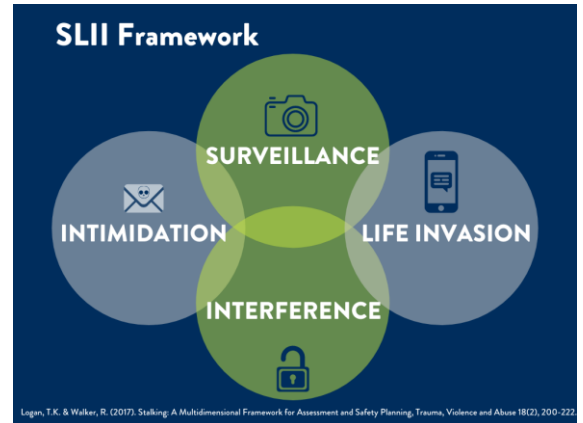 SLII Framework
SURVEILLANCE
INTIMIDATION
LIFE INVASION
INTERFERENCE
Logan, T.K. & Walker, R. (2017). Stalking: A Multidimensional Framework for Assessment and Safety Planning, Trauma, Violence and Abuse 18(2), 200-222.